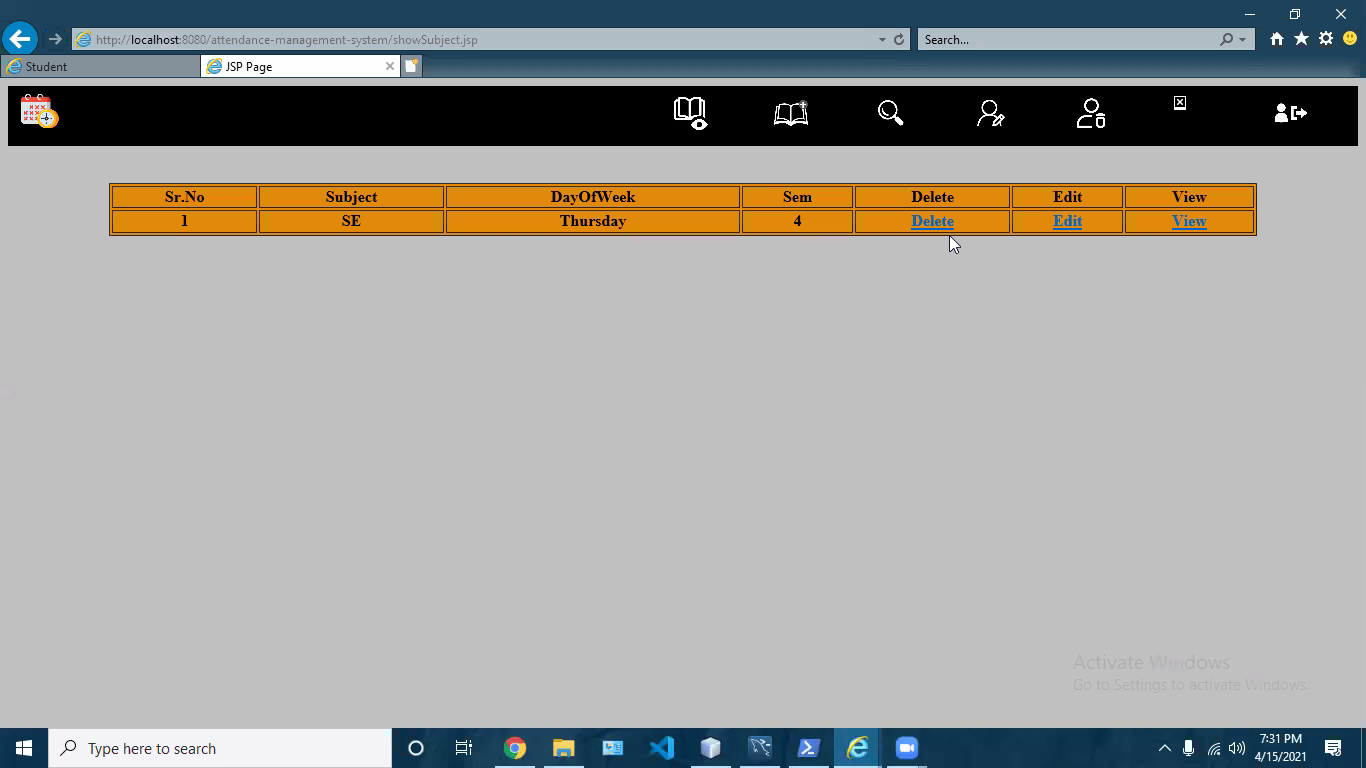 http://localhost:8080/attendance-management-system/showSubject.jsp
Search...
Student
JSP Page
Sr.No Subject DayOfWeek Sem Delete Edit View
1 SE Thursday 4 Delete Edit View
Activate Windows
Go to Settings to activate Windows.
Type here to search
7:31 PM
4/15/2021